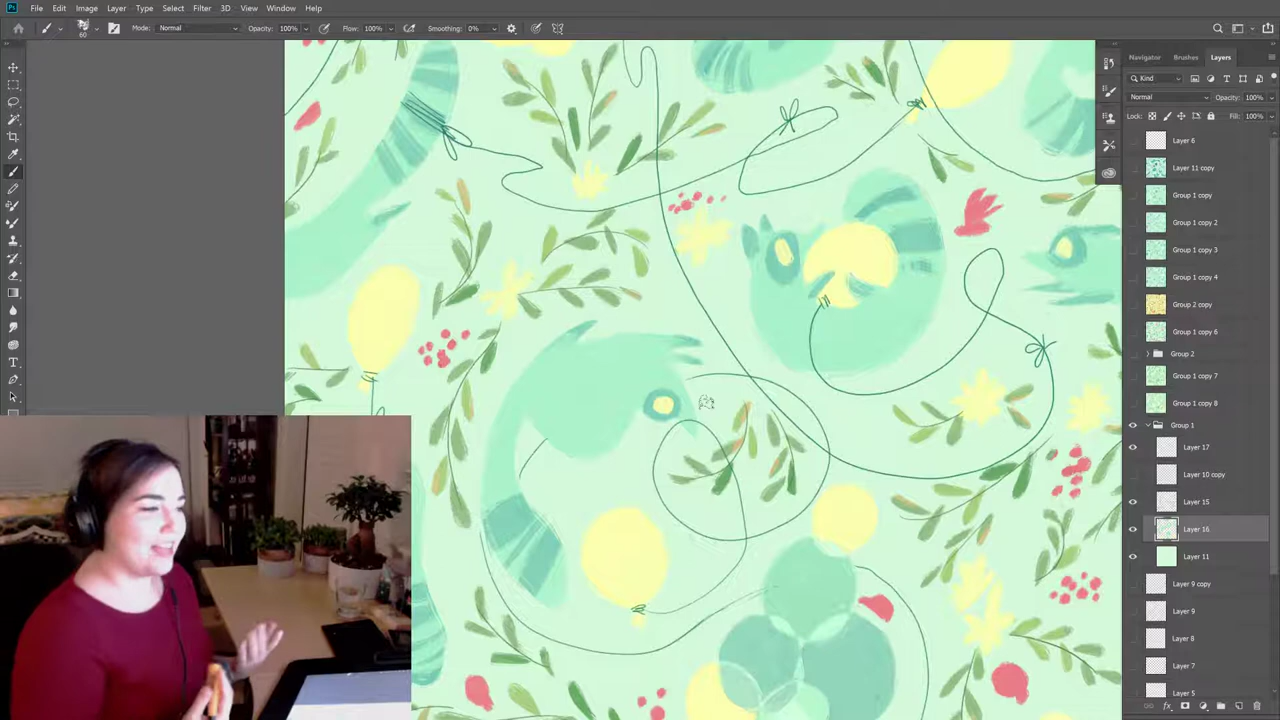 Ps File Edit Image Layer Type Select Filter 3D View Window Help
60 Mode: Normal Opacity: 100% Flow: 100% Smoothing: 0%
Navigator Brushes Layers
Kind
Normal Opacity: 100%
Lock: Fill: 100%
Layer 6
Layer 11 copy
Group 1 copy
Group 1 copy 2
Group 1 copy 3
Group 1 copy 4
Group 2 copy
Group 1 copy 6
Group 2
Group 1 copy 7
Group 1 copy 8
Group 1
Layer 17
Layer 10 copy
Layer 15
Layer 16
Layer 11
Layer 9 copy
Layer 9
Layer 8
Layer 7
Layer 5
fx